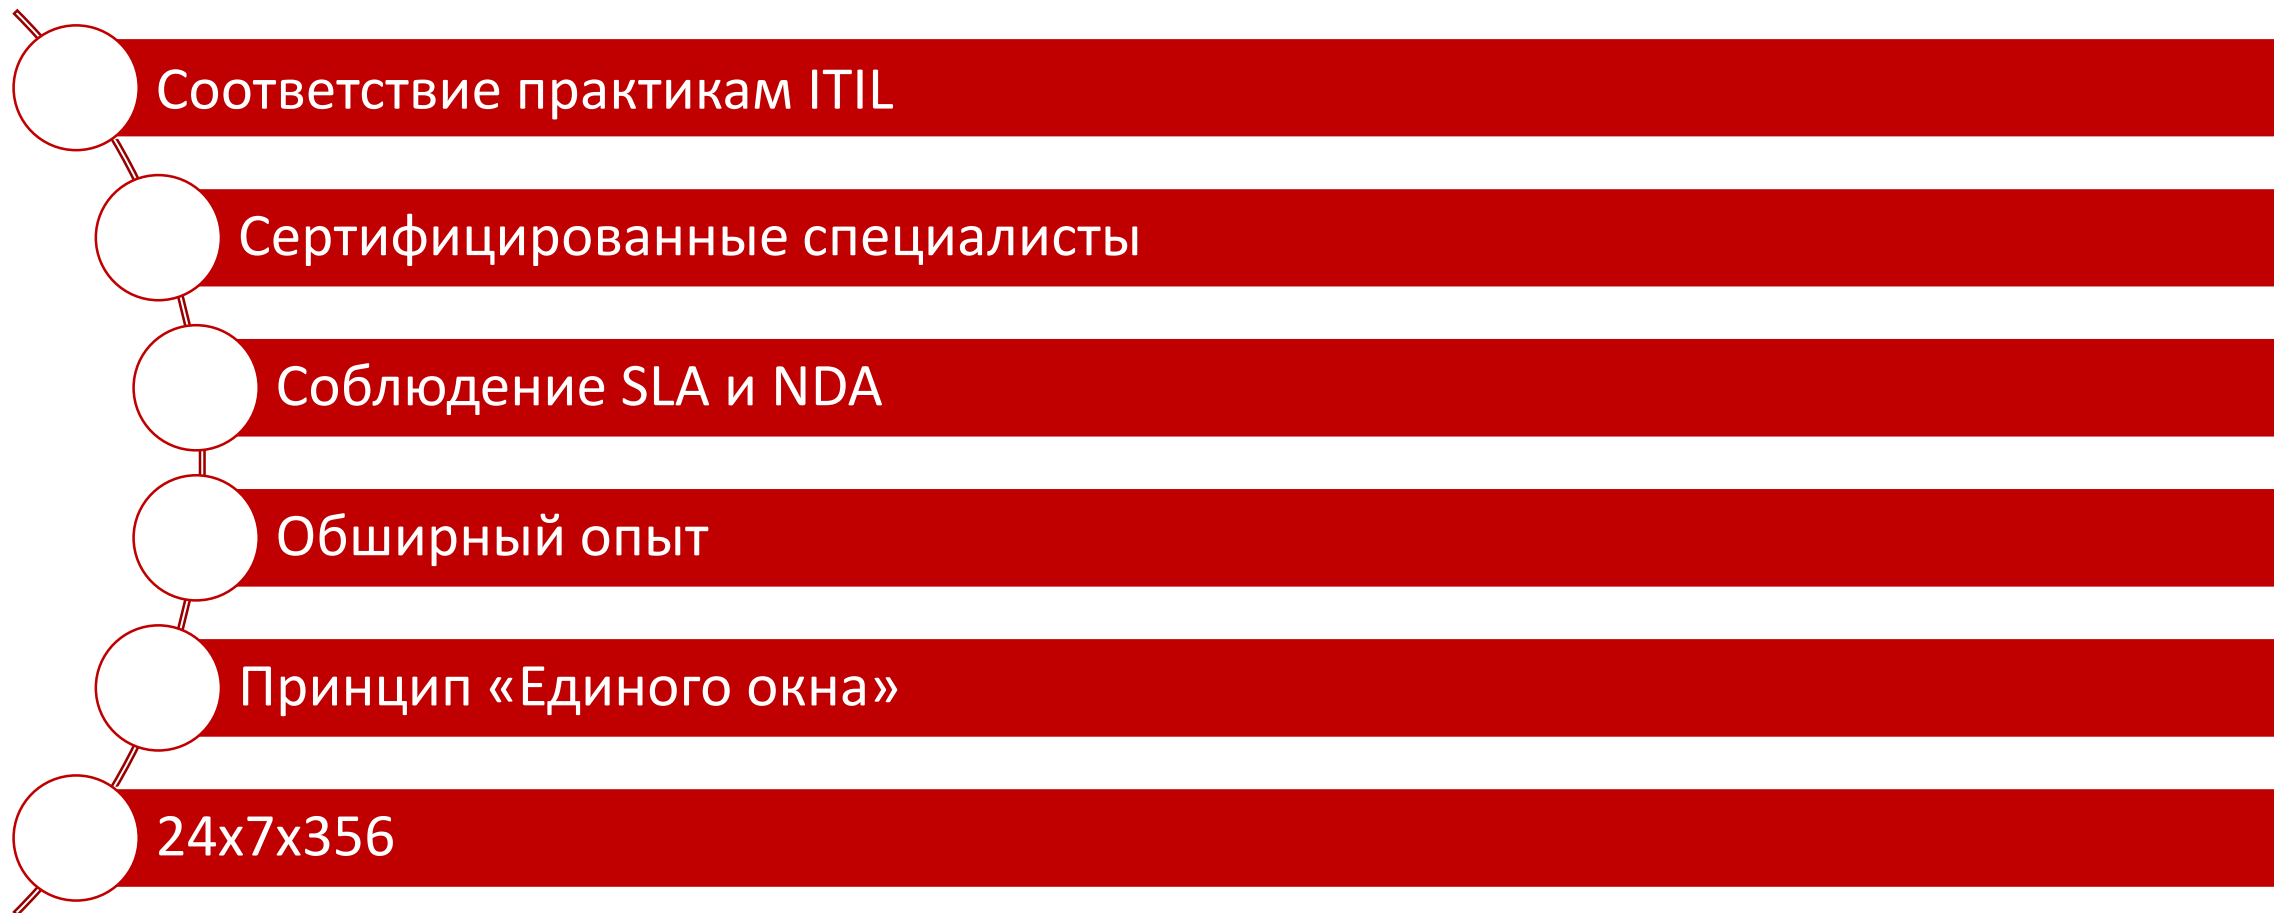 Соответствие практикам ITIL
Сертифицированные специалисты
Соблюдение SLA и NDA
Обширный опыт
Принцип «Единого окна»
24x7x356